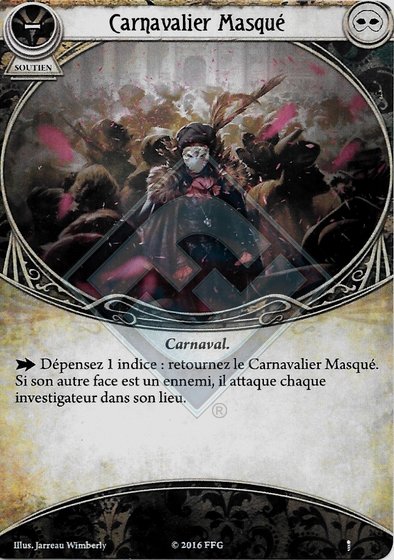 Carnavalier Masqué
SOUTIEN
Carnaval.
Dépensez 1 indice : retournez le Carnavalier Masqué.
Si son autre face est un ennemi, il attaque chaque
investigateur dans son lieu.
®
Illus. Jarreau Wimberly
© 2016 FFG